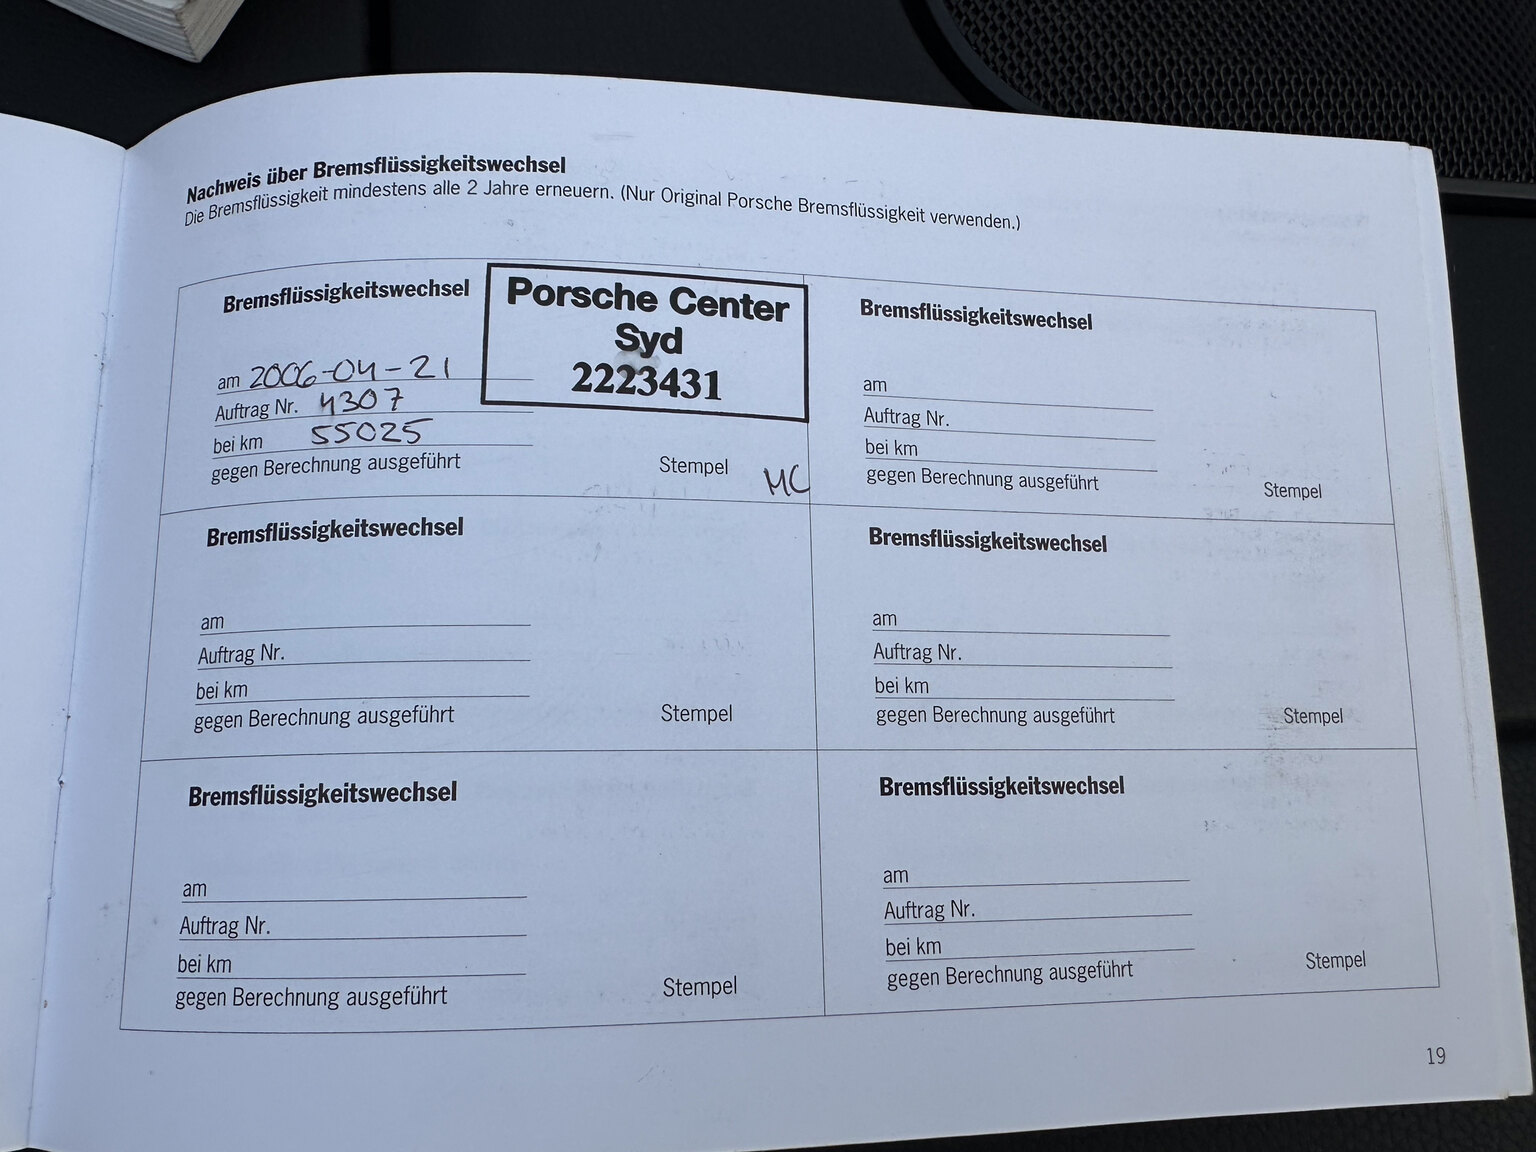 Nachweis über Bremsflüssigkeitswechsel
Die Bremsflüssigkeit mindestens alle 2 Jahre erneuern. (Nur Original Porsche Bremsflüssigkeit verwenden.)
Bremsflüssigkeitswechsel
am 2006-04-21
Auftrag Nr. 4307
bei km 55025
gegen Berechnung ausgeführt
Porsche Center
Syd
2223431
Stempel
MC
Bremsflüssigkeitswechsel
am
Auftrag Nr.
bei km
gegen Berechnung ausgeführt
Stempel
Bremsflüssigkeitswechsel
am
Auftrag Nr.
bei km
gegen Berechnung ausgeführt
Stempel
Bremsflüssigkeitswechsel
am
Auftrag Nr.
bei km
gegen Berechnung ausgeführt
Stempel
Bremsflüssigkeitswechsel
am
Auftrag Nr.
bei km
gegen Berechnung ausgeführt
Stempel
Bremsflüssigkeitswechsel
am
Auftrag Nr.
bei km
gegen Berechnung ausgeführt
Stempel
19